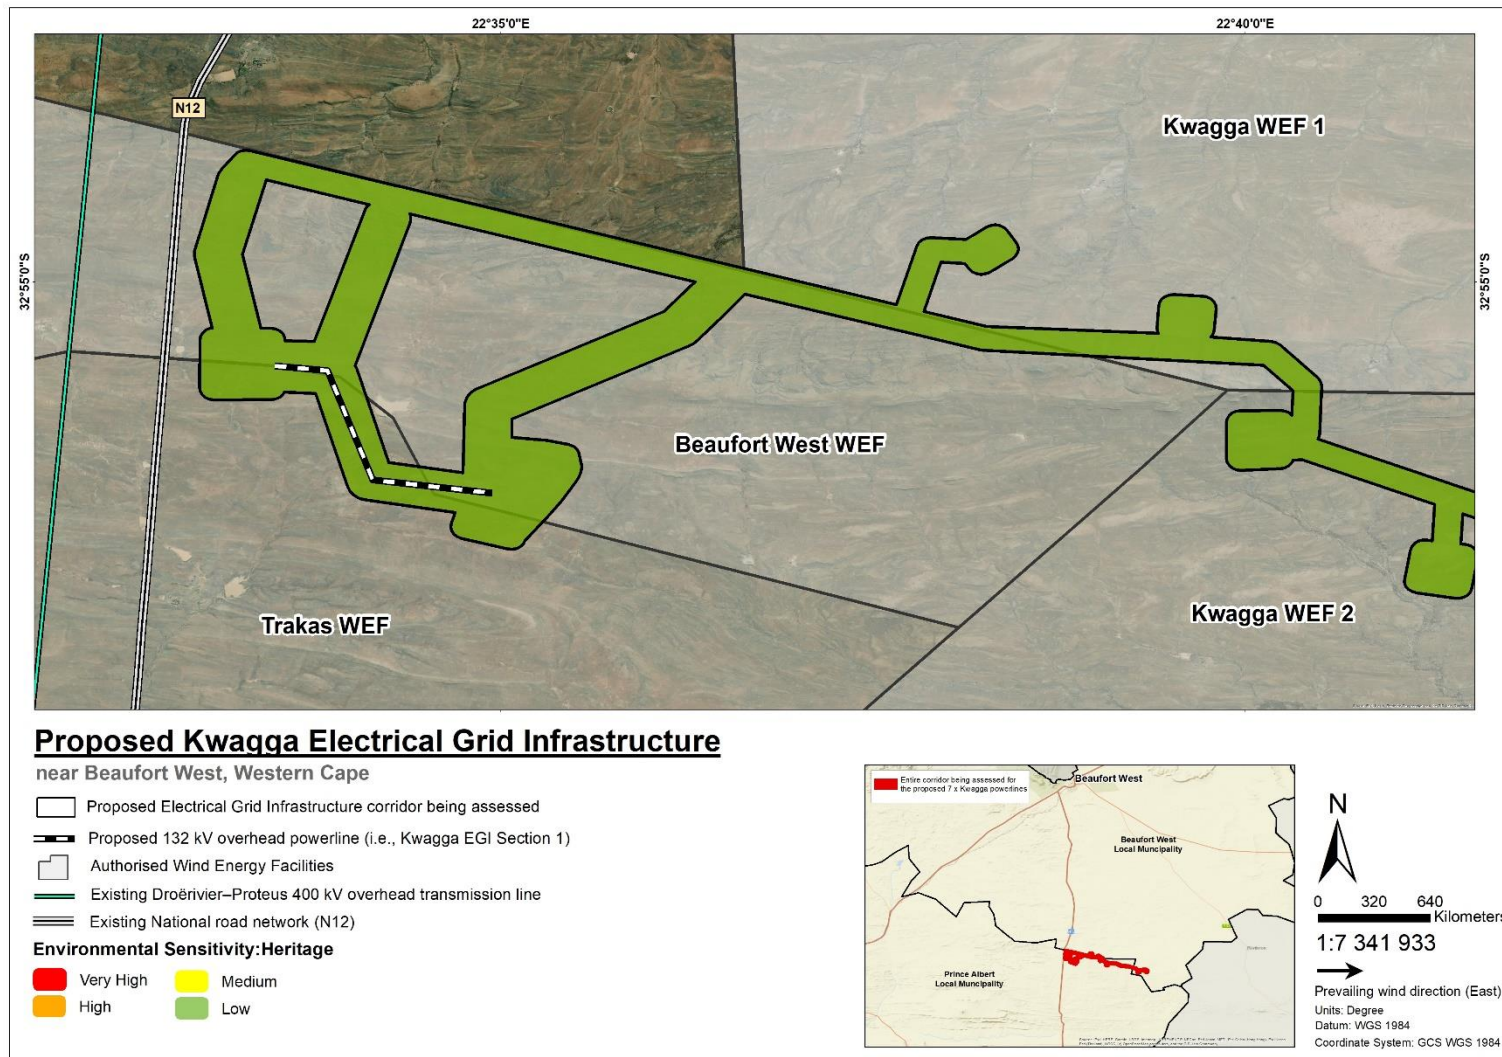 22°35'0"E
22°40'0"E
N12
Kwagga WEF 1
32°55'0"S
32°55'0"S
Beaufort West WEF
Trakas WEF
Kwagga WEF 2
Proposed Kwagga Electrical Grid Infrastructure
near Beaufort West, Western Cape
Proposed Electrical Grid Infrastructure corridor being assessed
Proposed 132 kV overhead powerline (i.e., Kwagga EGI Section 1)
Authorised Wind Energy Facilities
Existing Droërivier–Proteus 400 kV overhead transmission line
Existing National road network (N12)
Environmental Sensitivity:Heritage
Very High
Medium
High
Low
Entire corridor being assessed for
the proposed 7 x Kwagga powerlines
Beaufort West
Beaufort West
Local Muncipality
Prince Albert
Local Municipality
N
0 320 640
Kilometers
1:7 341 933
Prevailing wind direction (East)
Units: Degree
Datum: WGS 1984
Coordinate System: GCS WGS 1984